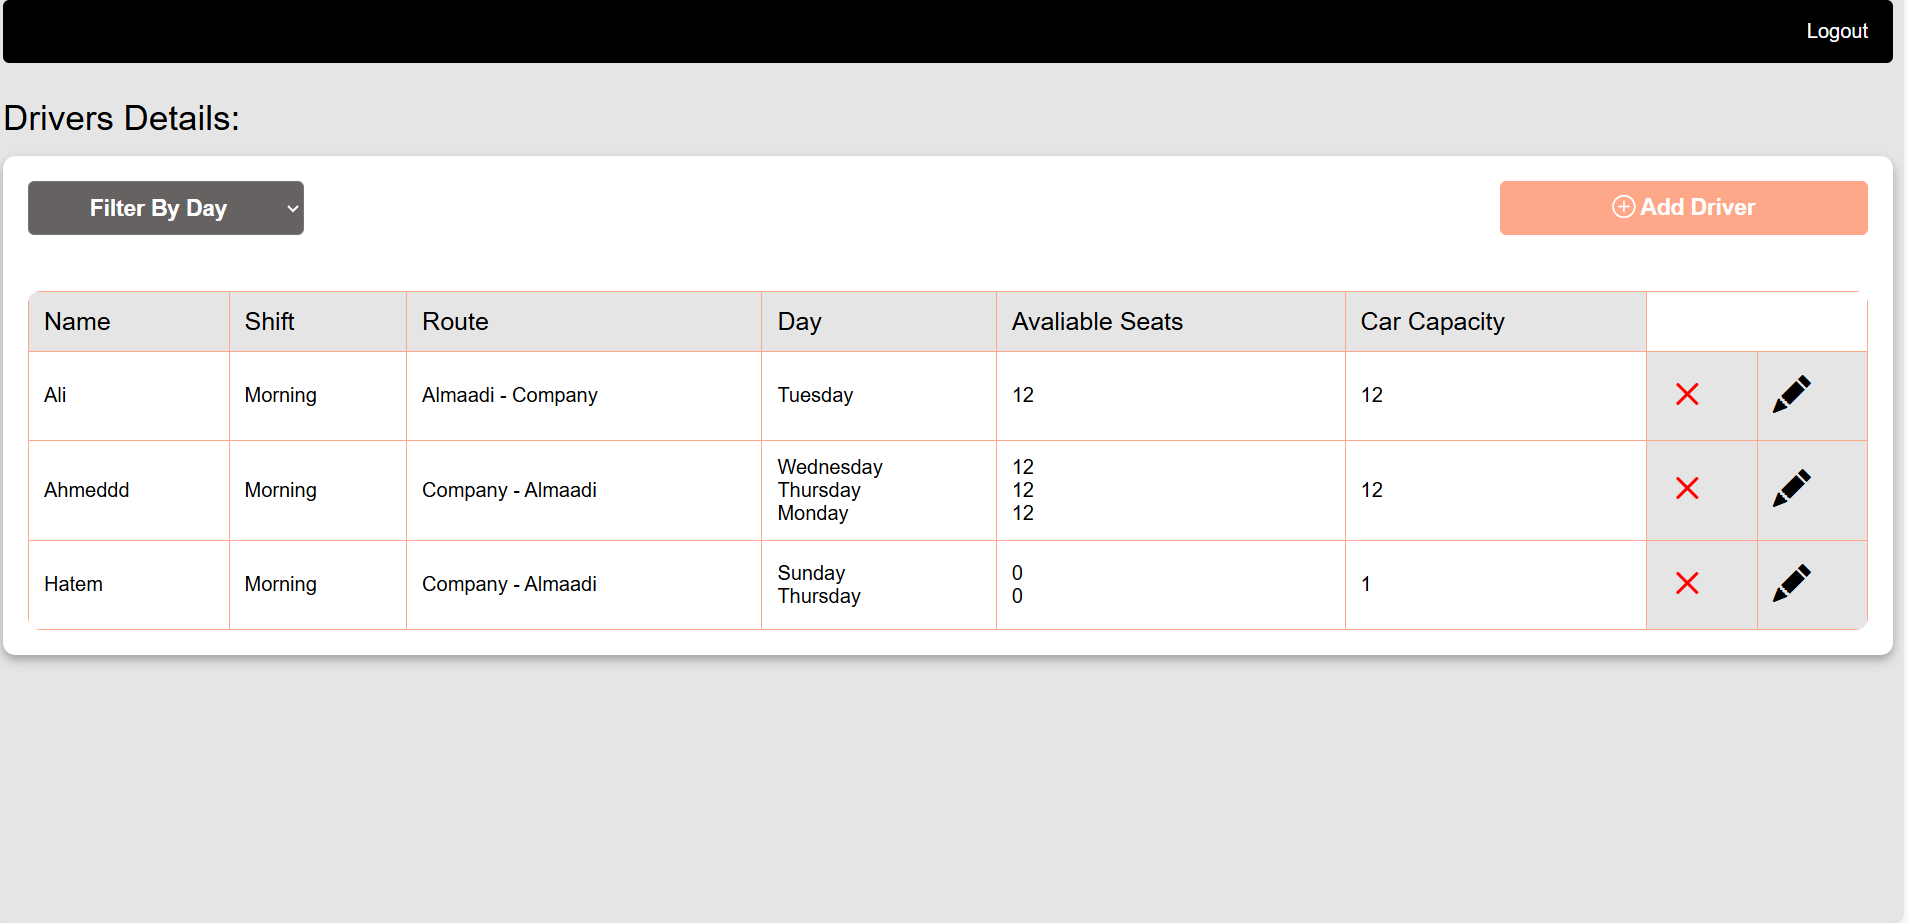 Logout
Drivers Details:
Filter By Day
Add Driver
Name Shift Route Day Avaliable Seats Car Capacity
Ali Morning Almaadi - Company Tuesday 12 12
Ahmeddd Morning Company - Almaadi Wednesday 12 12
Thursday 12
Monday 12
Hatem Morning Company - Almaadi Sunday 0 1
Thursday 0